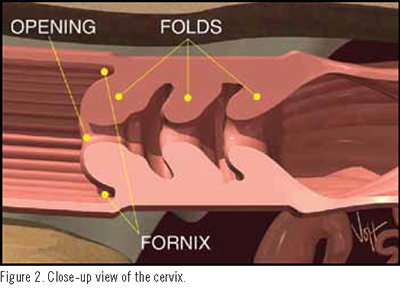 OPENING FOLDS
FORNIX
Figure 2. Close-up view of the cervix.